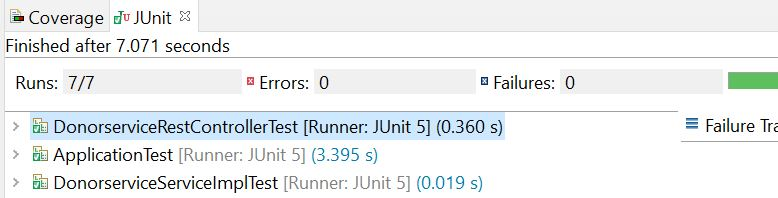 Coverage JUnit
Finished after 7.071 seconds
Runs: 7/7 Errors: 0 Failures: 0
DonorserviceRestControllerTest [Runner: JUnit 5] (0.360 s)
Failure Tra
ApplicationTest [Runner: JUnit 5] (3.395 s)
DonorserviceServiceImplTest [Runner: JUnit 5] (0.019 s)